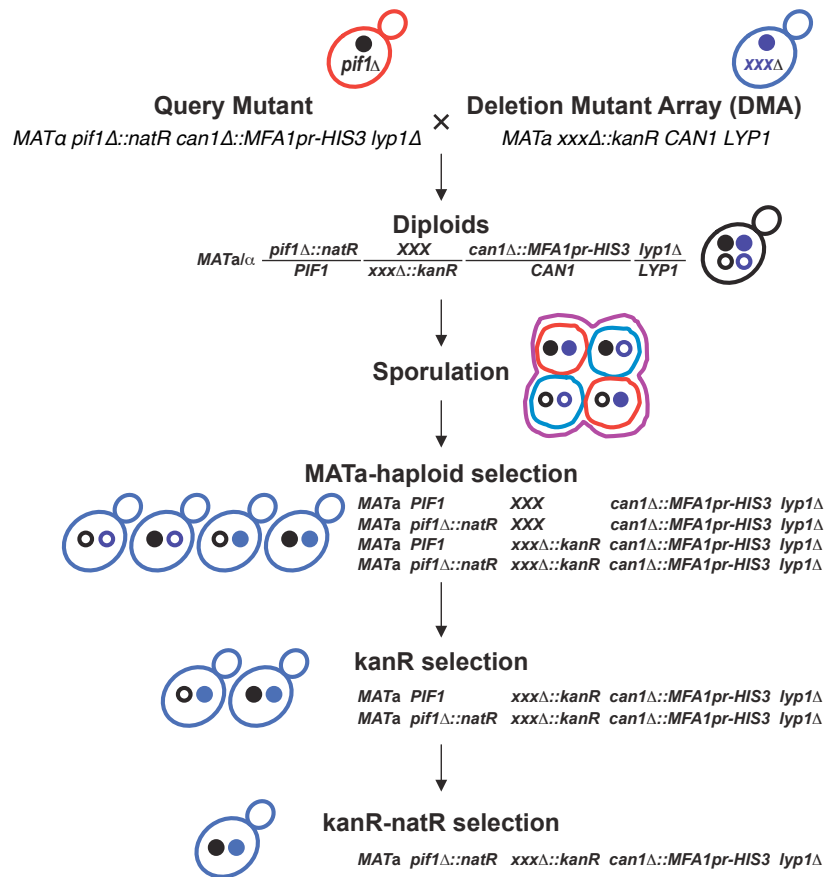 pif1Δ
xxxΔ
Query Mutant
Deletion Mutant Array (DMA)
×
MATα pif1Δ::natR can1Δ::MFA1pr-HIS3 lyp1Δ
MATa xxxΔ::kanR CAN1 LYP1
Diploids
pif1Δ::natR XXX can1Δ::MFA1pr-HIS3 lyp1Δ
MATa/α
PIF1 xxxΔ::kanR CAN1 LYP1
Sporulation
MATa-haploid selection
MATa PIF1 XXX can1Δ::MFA1pr-HIS3 lyp1Δ
MATa pif1Δ::natR XXX can1Δ::MFA1pr-HIS3 lyp1Δ
MATa PIF1 xxxΔ::kanR can1Δ::MFA1pr-HIS3 lyp1Δ
MATa pif1Δ::natR xxxΔ::kanR can1Δ::MFA1pr-HIS3 lyp1Δ
kanR selection
MATa PIF1 xxxΔ::kanR can1Δ::MFA1pr-HIS3 lyp1Δ
MATa pif1Δ::natR xxxΔ::kanR can1Δ::MFA1pr-HIS3 lyp1Δ
kanR-natR selection
MATa pif1Δ::natR xxxΔ::kanR can1Δ::MFA1pr-HIS3 lyp1Δ